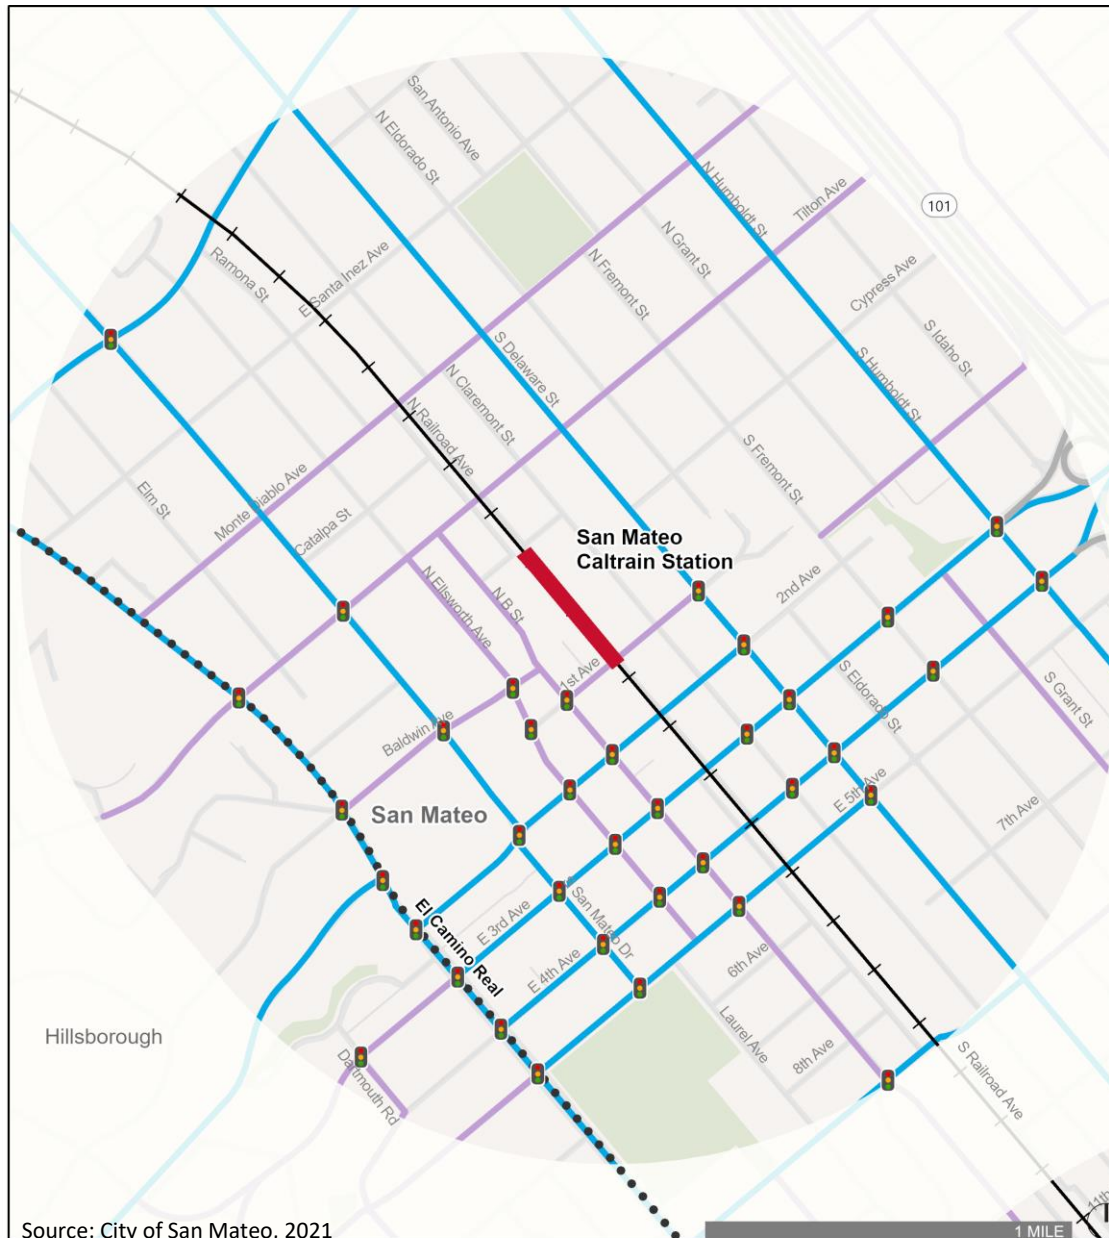 San Antonio Ave
N Eldorado St
N Humboldt St
Tilton Ave
101
N Grant St
Ramona St
E Santa Inez Ave
N Fremont St
Cypress Ave
S Idaho St
S Delaware St
S Humboldt St
N Claremont St
N Railroad Ave
S Fremont St
Elm St
Monte Diablo Ave
Catalpa St
San Mateo
Caltrain Station
N Ellsworth Ave
N B St
2nd Ave
1st Ave
S Eldorado St
S Grant St
Baldwin Ave
E 5th Ave
7th Ave
San Mateo
El Camino Real
E 3rd Ave
San Mateo Dr
E 4th Ave
6th Ave
Hillsborough
Laurel Ave
8th Ave
Dartmouth Rd
S Railroad Ave
11th
Source: City of San Mateo, 2021
1 MILE